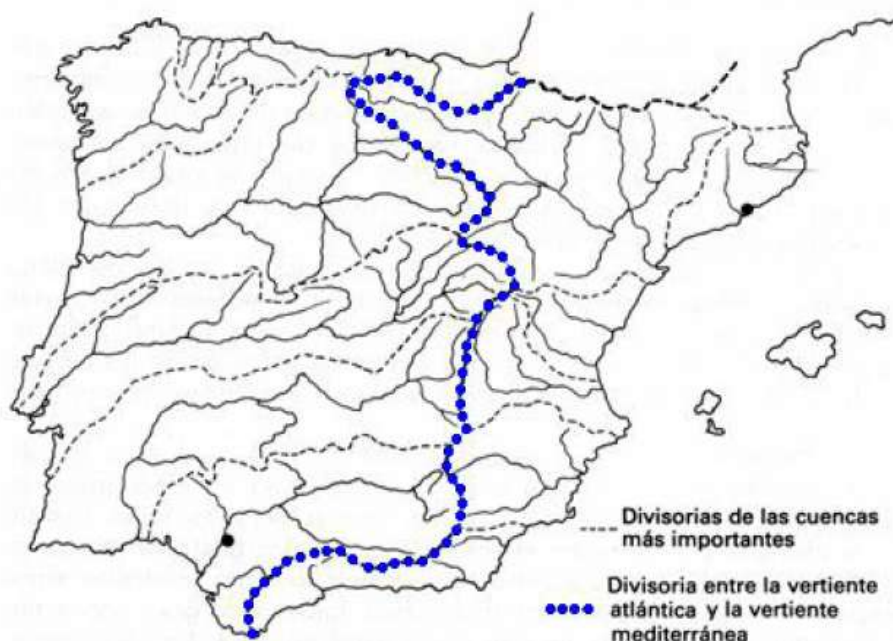 Divisorias de las cuencas
más importantes
Divisoria entre la vertiente
atlántica y la vertiente
mediterránea